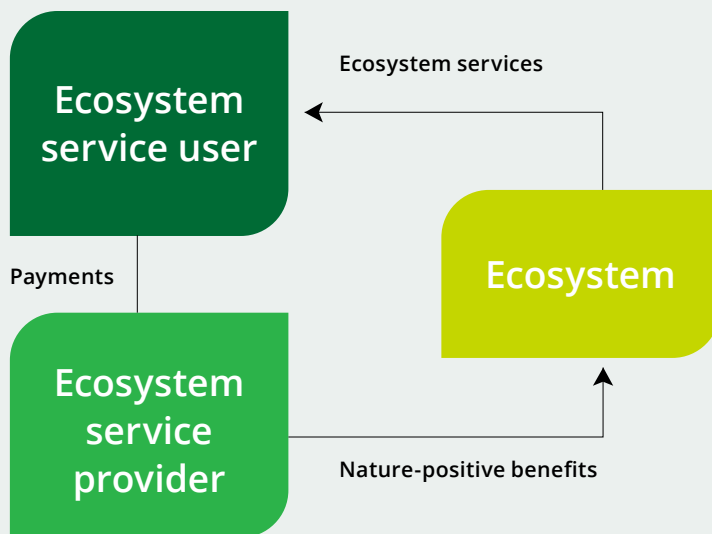 Ecosystem services
Ecosystem
service user
Ecosystem
Payments
Ecosystem
service
provider
Nature-positive benefits